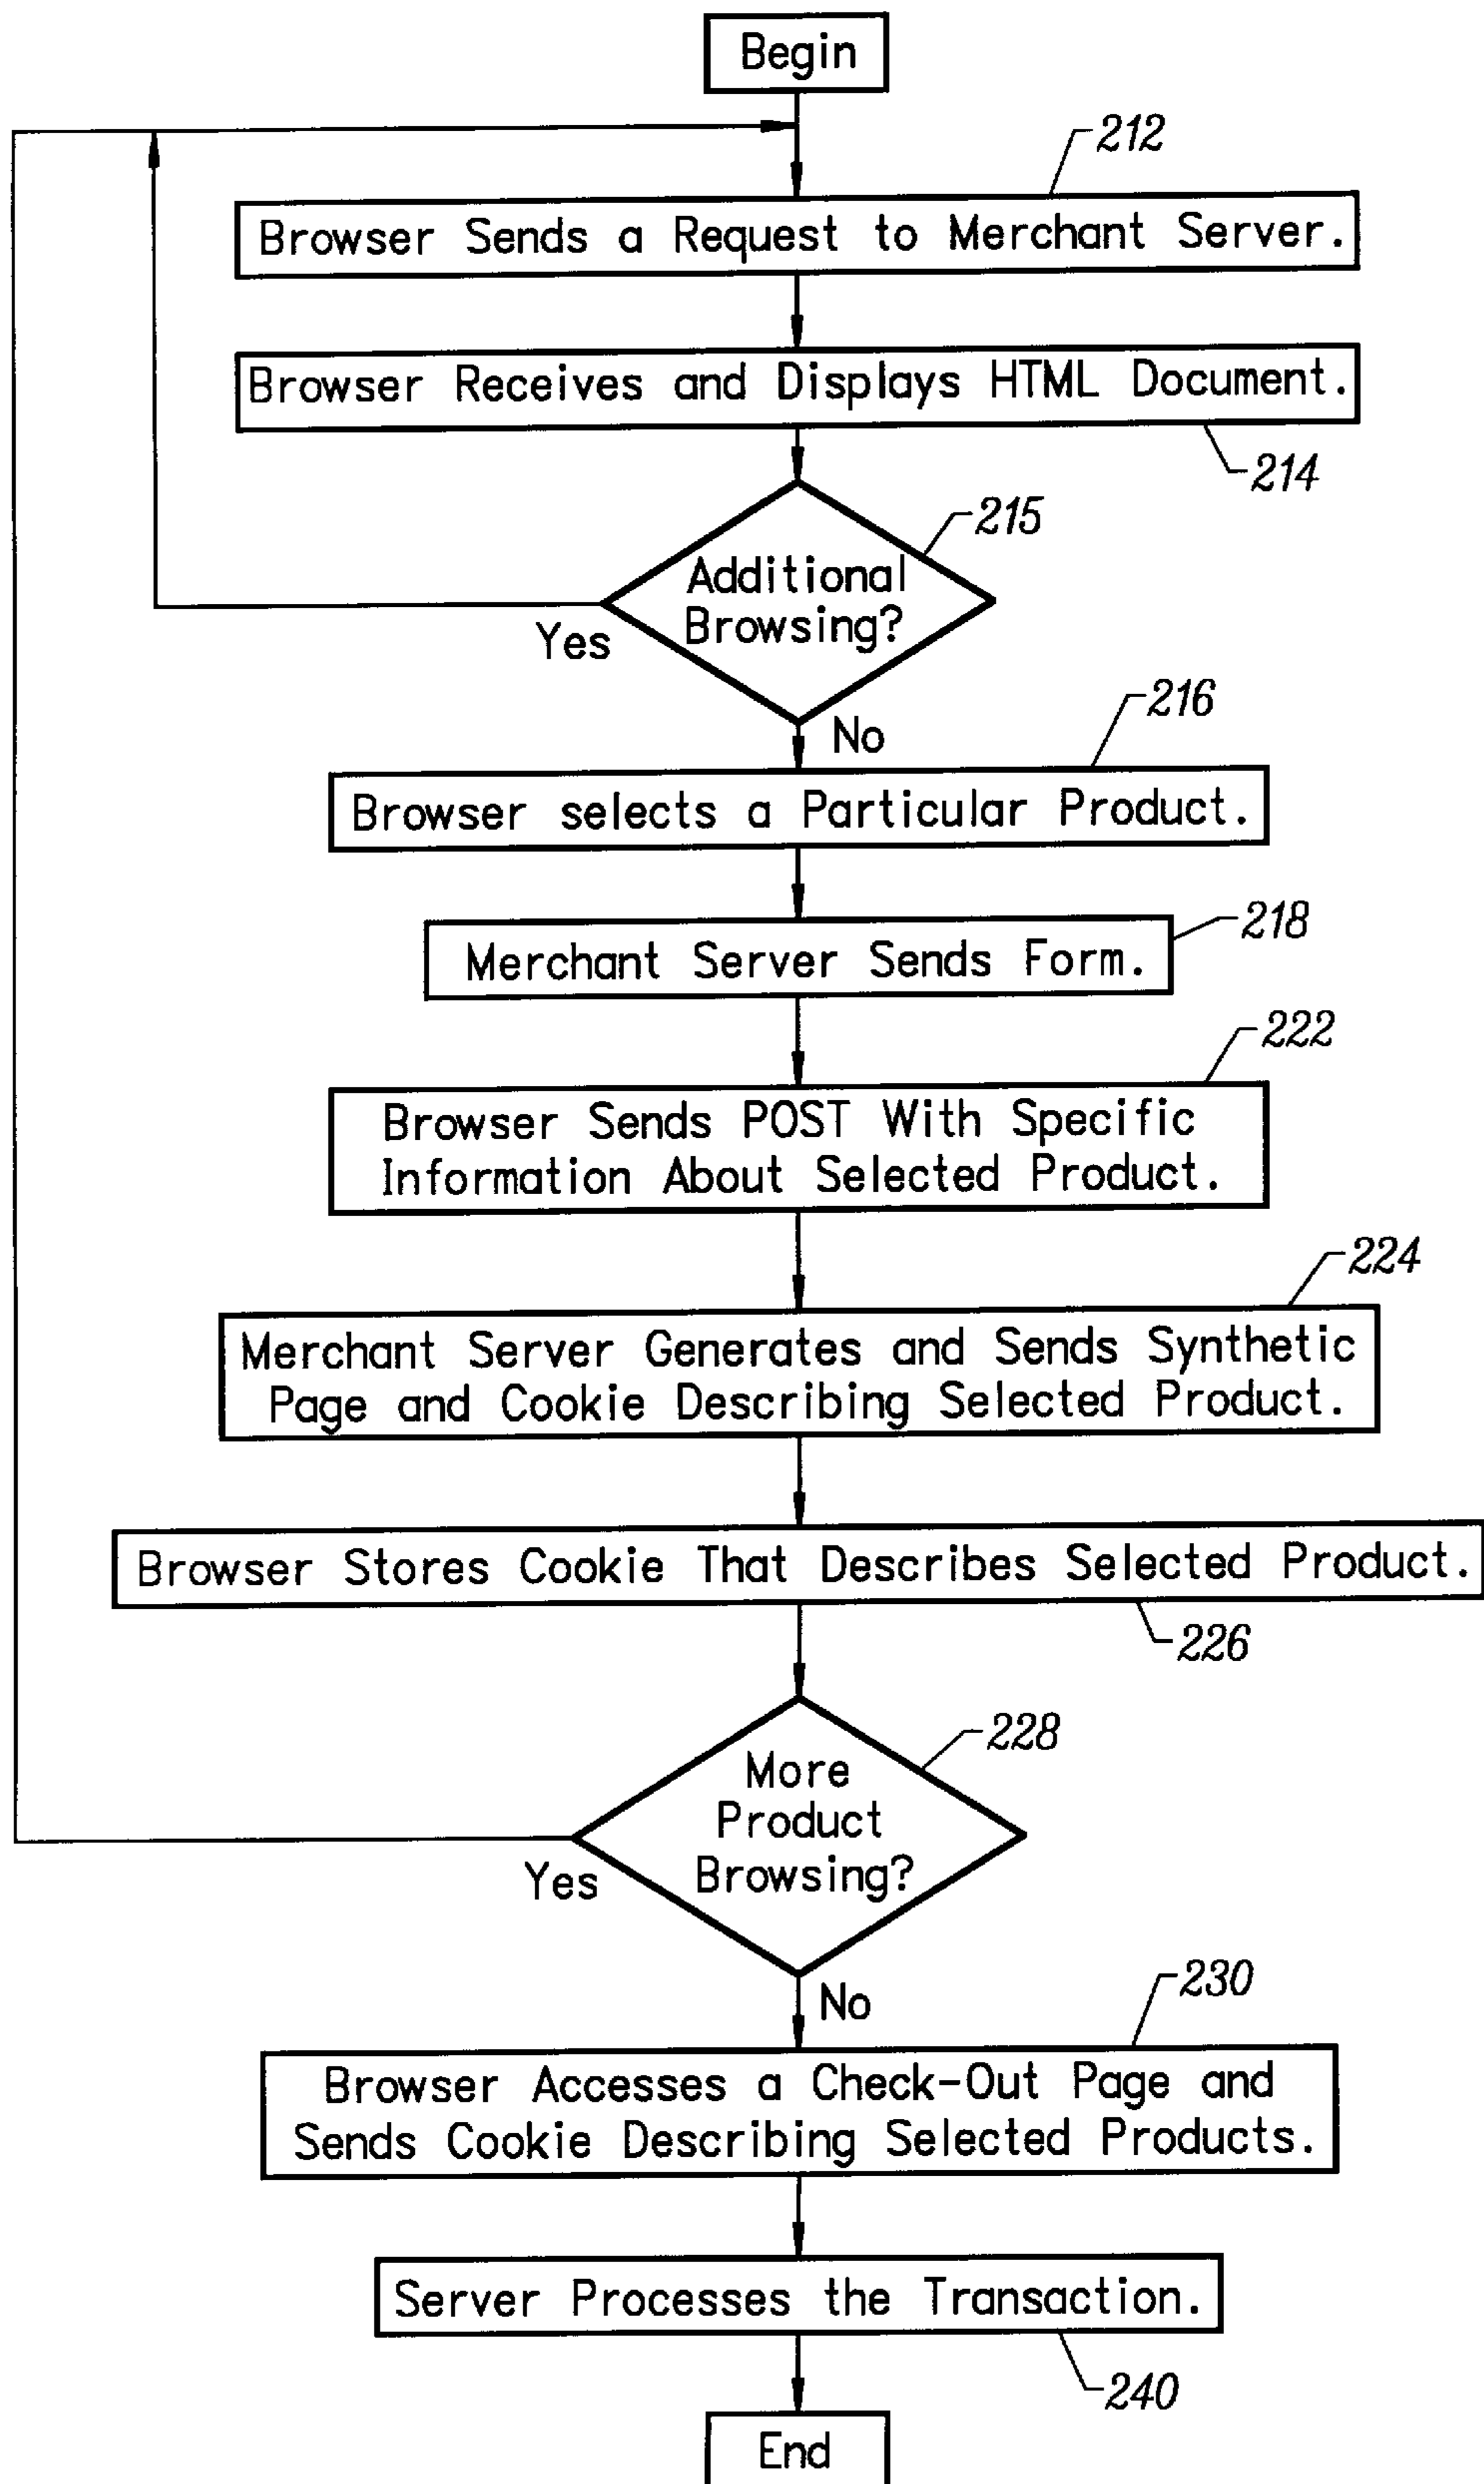 Begin
212
Browser Sends a Request to Merchant Server.
Browser Receives and Displays HTML Document.
214
215
Additional
Browsing?
Yes
No
216
Browser selects a Particular Product.
218
Merchant Server Sends Form.
222
Browser Sends POST With Specific
Information About Selected Product.
224
Merchant Server Generates and Sends Synthetic
Page and Cookie Describing Selected Product.
Browser Stores Cookie That Describes Selected Product.
226
228
More
Product
Browsing?
Yes
No
230
Browser Accesses a Check-Out Page and
Sends Cookie Describing Selected Products.
Server Processes the Transaction.
240
End